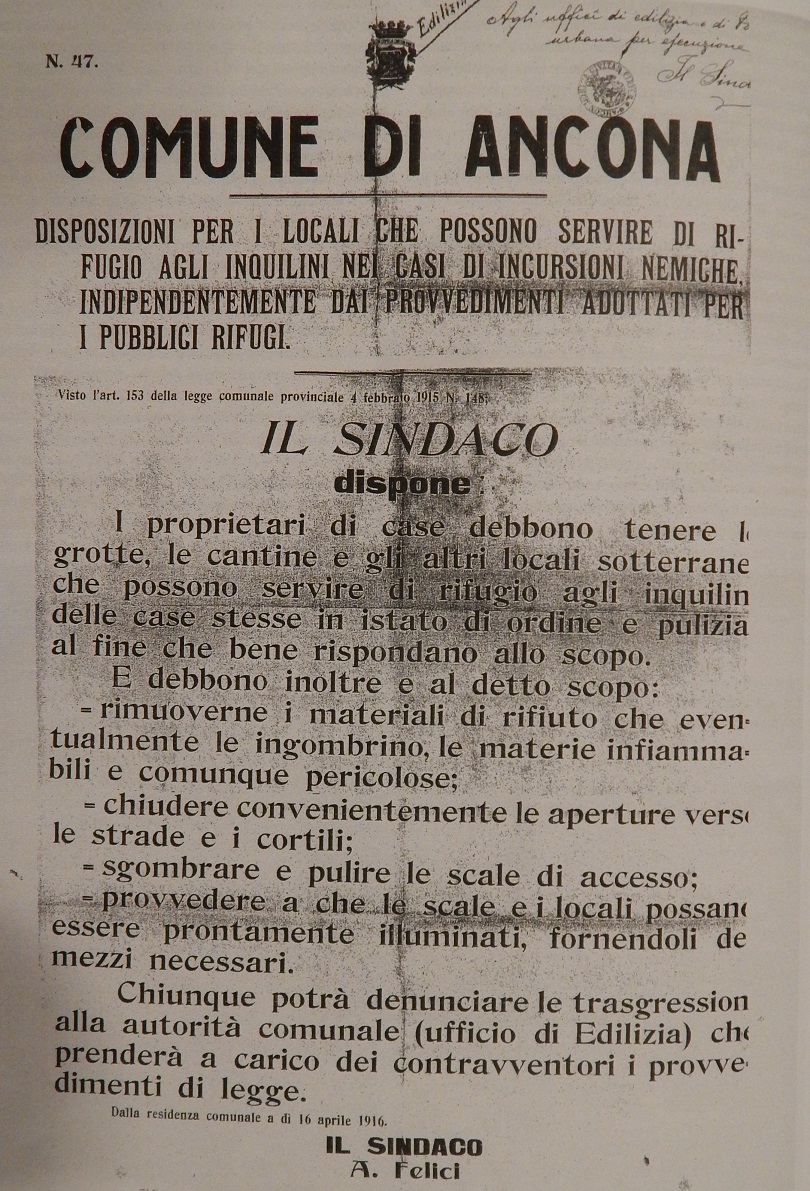 Edilizia
Agli uffici di edilizia e di
urbana per esecuzione
Il Sinda
N. 47.
COMUNE DI ANCONA
DISPOSIZIONI PER I LOCALI CHE POSSONO SERVIRE DI RI-
FUGIO AGLI INQUILINI NEI CASI DI INCURSIONI NEMICHE,
INDIPENDENTEMENTE DAI PROVVEDIMENTI ADOTTATI PER
I PUBBLICI RIFUGI.
Visto l'art. 153 della legge comunale provinciale 4 febbraio 1915 N. 148:
IL SINDACO
dispone:
I proprietari di case debbono tenere l
grotte, le cantine e gli altri locali sotterrane
che possono servire di rifugio agli inquilin
delle case stesse in istato di ordine e pulizia
al fine che bene rispondano allo scopo.
E debbono inoltre e al detto scopo:
= rimuoverne i materiali di rifiuto che even=
tualmente le ingombrino, le materie infiamma=
bili e comunque pericolose;
= chiudere convenientemente le aperture verso
le strade e i cortili;
= sgombrare e pulire le scale di accesso;
= provvedere a che le scale e i locali possano
essere prontamente illuminati, fornendoli de
mezzi necessari.
Chiunque potrà denunciare le trasgression
alla autorità comunale (ufficio di Edilizia) che
prenderà a carico dei contravventori i provve-
dimenti di legge.
Dalla residenza comunale a dì 16 aprile 1916.
IL SINDACO
A. Felici